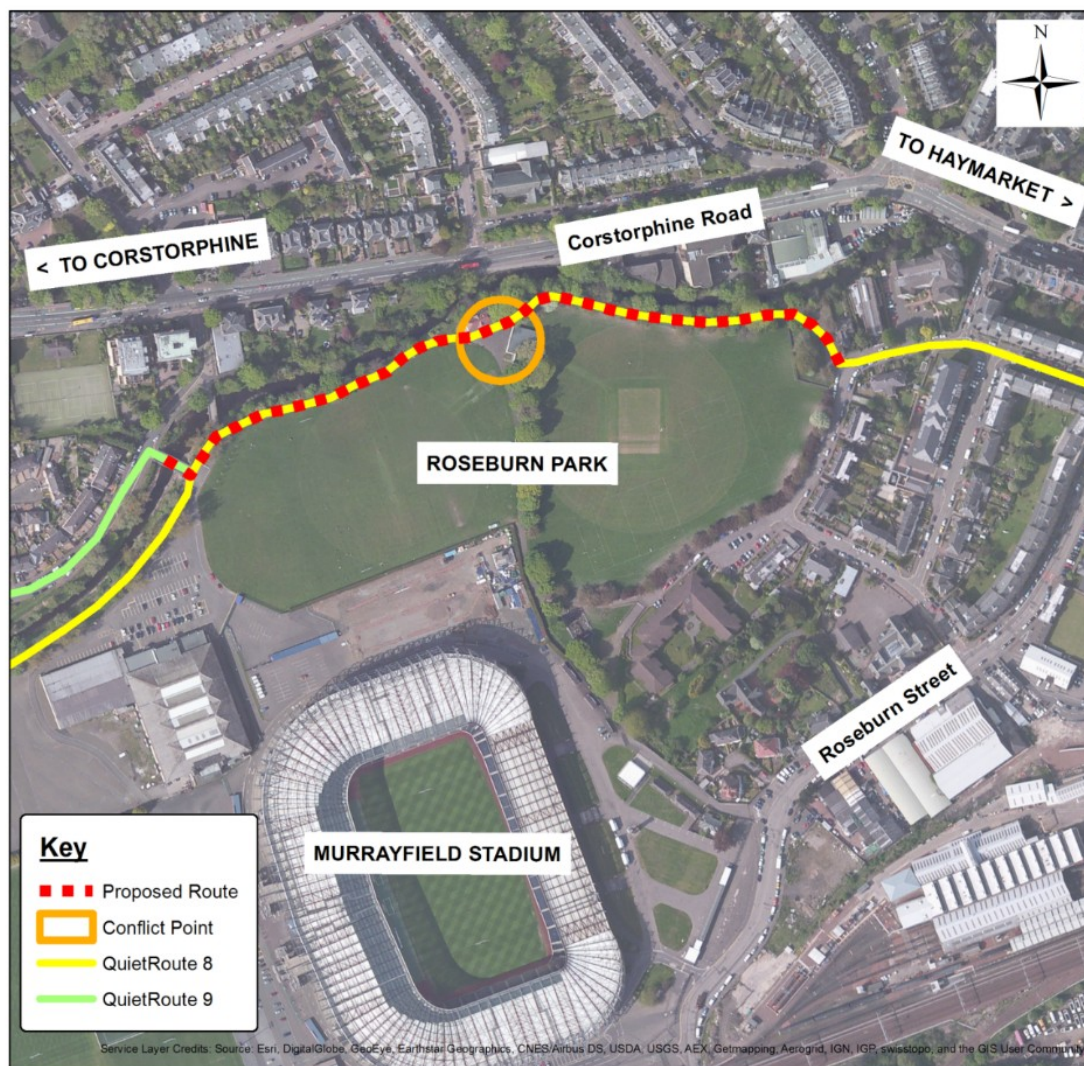 N
TO HAYMARKET >
Corstorphine Road
< TO CORSTORPHINE
ROSEBURN PARK
Roseburn Street
MURRAYFIELD STADIUM
Key
Proposed Route
Conflict Point
QuietRoute 8
QuietRoute 9
Service Layer Credits: Source: Esri, DigitalGlobe, GeoEye, Earthstar Geographics, CNES/Airbus DS, USDA, USGS, AEX, Getmapping, Aerogrid, IGN, IGP, swisstopo, and the GIS User Community